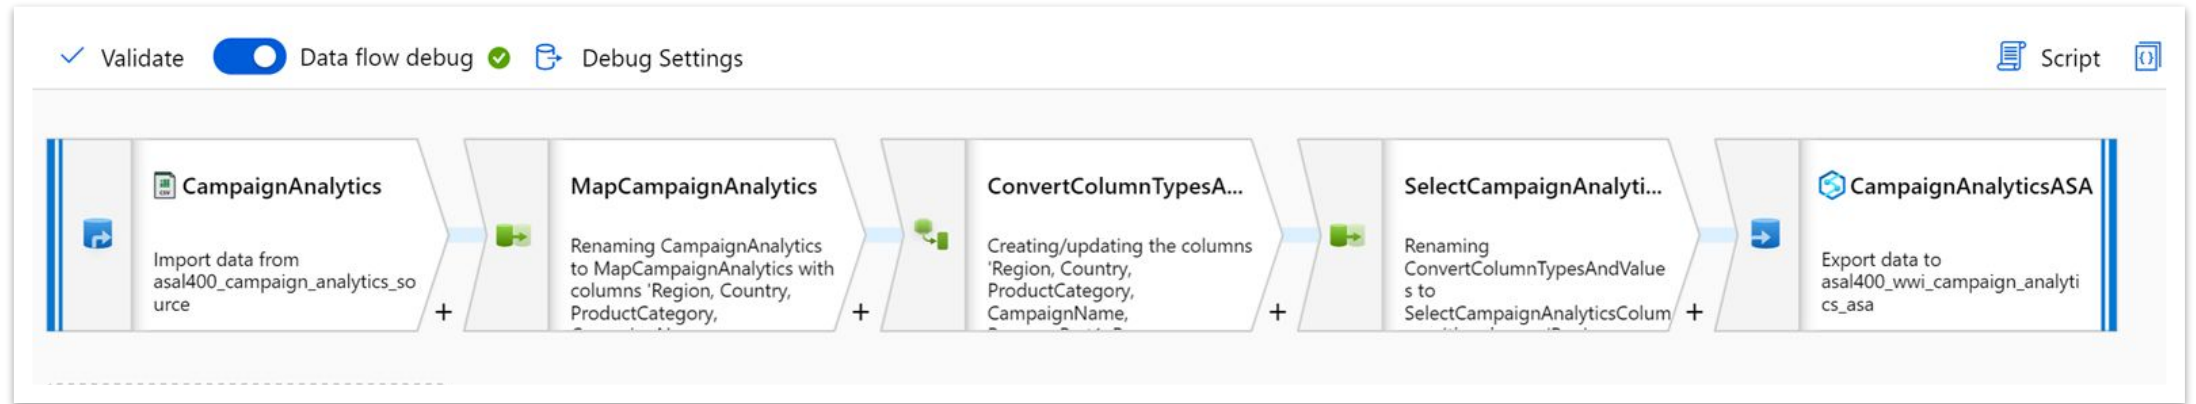 Validate Data flow debug Debug Settings Script
CampaignAnalytics
Import data from
asal400_campaign_analytics_so
urce
+
MapCampaignAnalytics
Renaming CampaignAnalytics
to MapCampaignAnalytics with
columns 'Region, Country,
ProductCategory,
+
ConvertColumnTypesA...
Creating/updating the columns
'Region, Country,
ProductCategory,
CampaignName,
+
SelectCampaignAnalyti...
Renaming
ConvertColumnTypesAndValue
s to
SelectCampaignAnalyticsColum
+
CampaignAnalyticsASA
Export data to
asal400_wwi_campaign_analyti
cs_asa